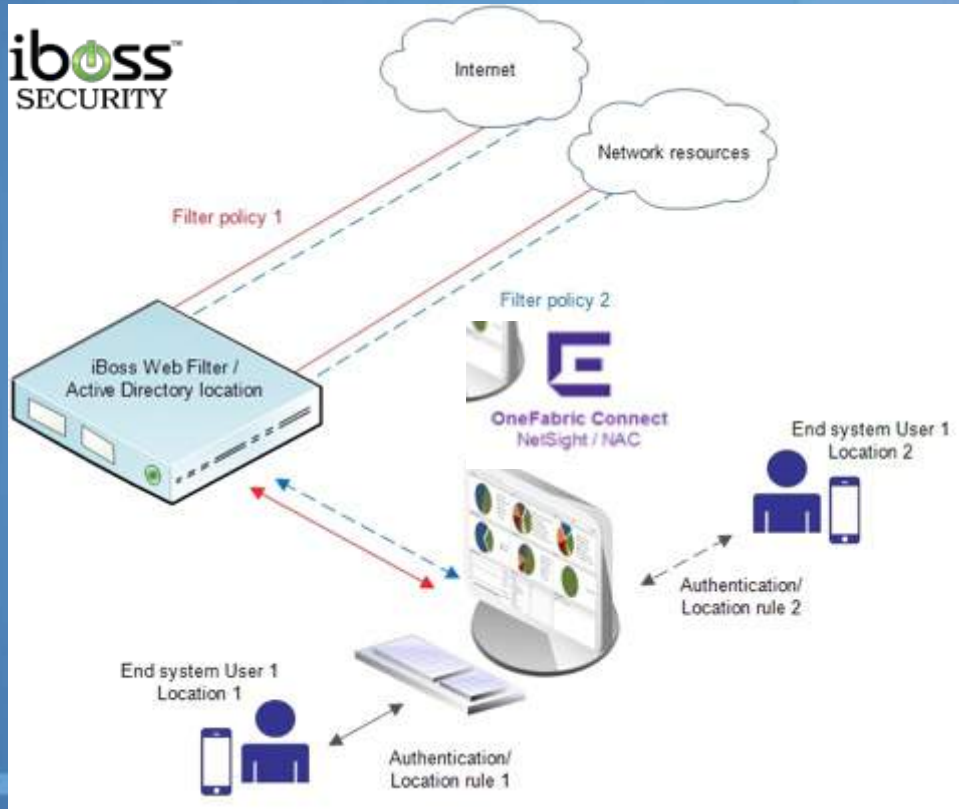 iboss™
SECURITY
Internet
Network resources
Filter policy 1
Filter policy 2
iBoss Web Filter /
Active Directory location
OneFabric Connect
NetSight / NAC
End system User 1
Location 2
Authentication/
Location rule 2
End system User 1
Location 1
Authentication/
Location rule 1